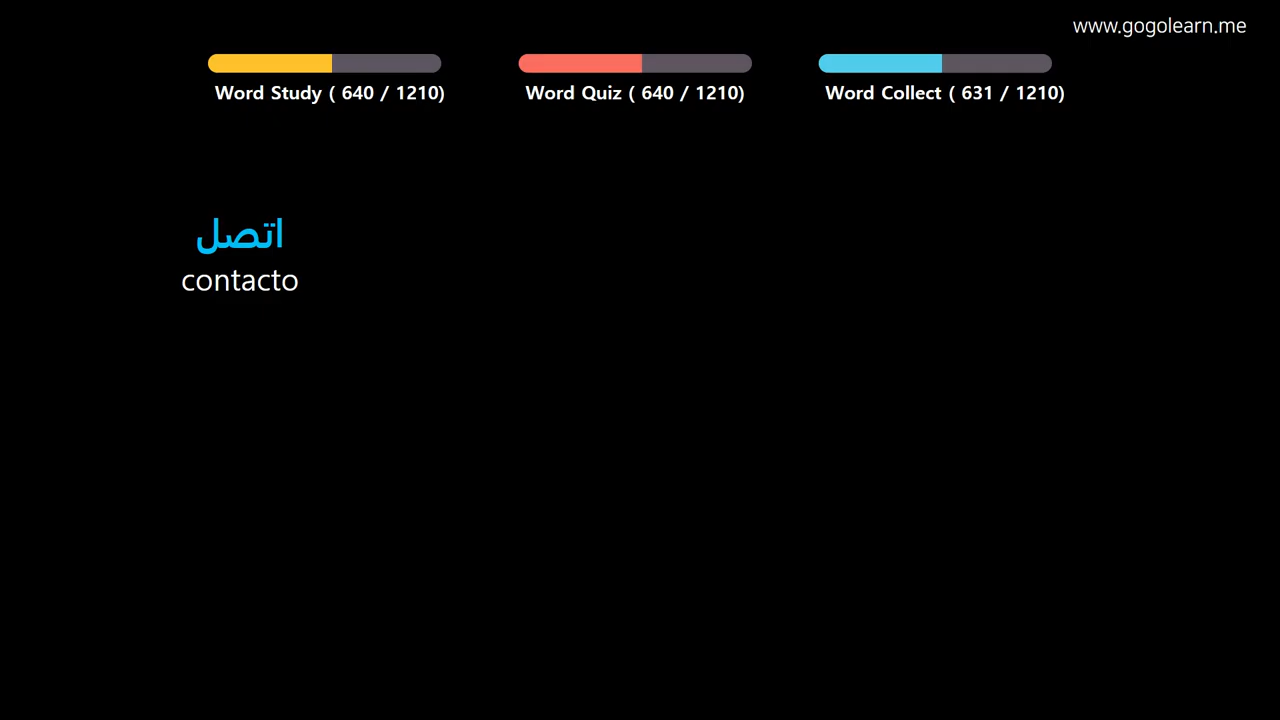 www.gogolearn.me
Word Study ( 640 / 1210)
Word Quiz ( 640 / 1210)
Word Collect ( 631 / 1210)
اتصل
contacto